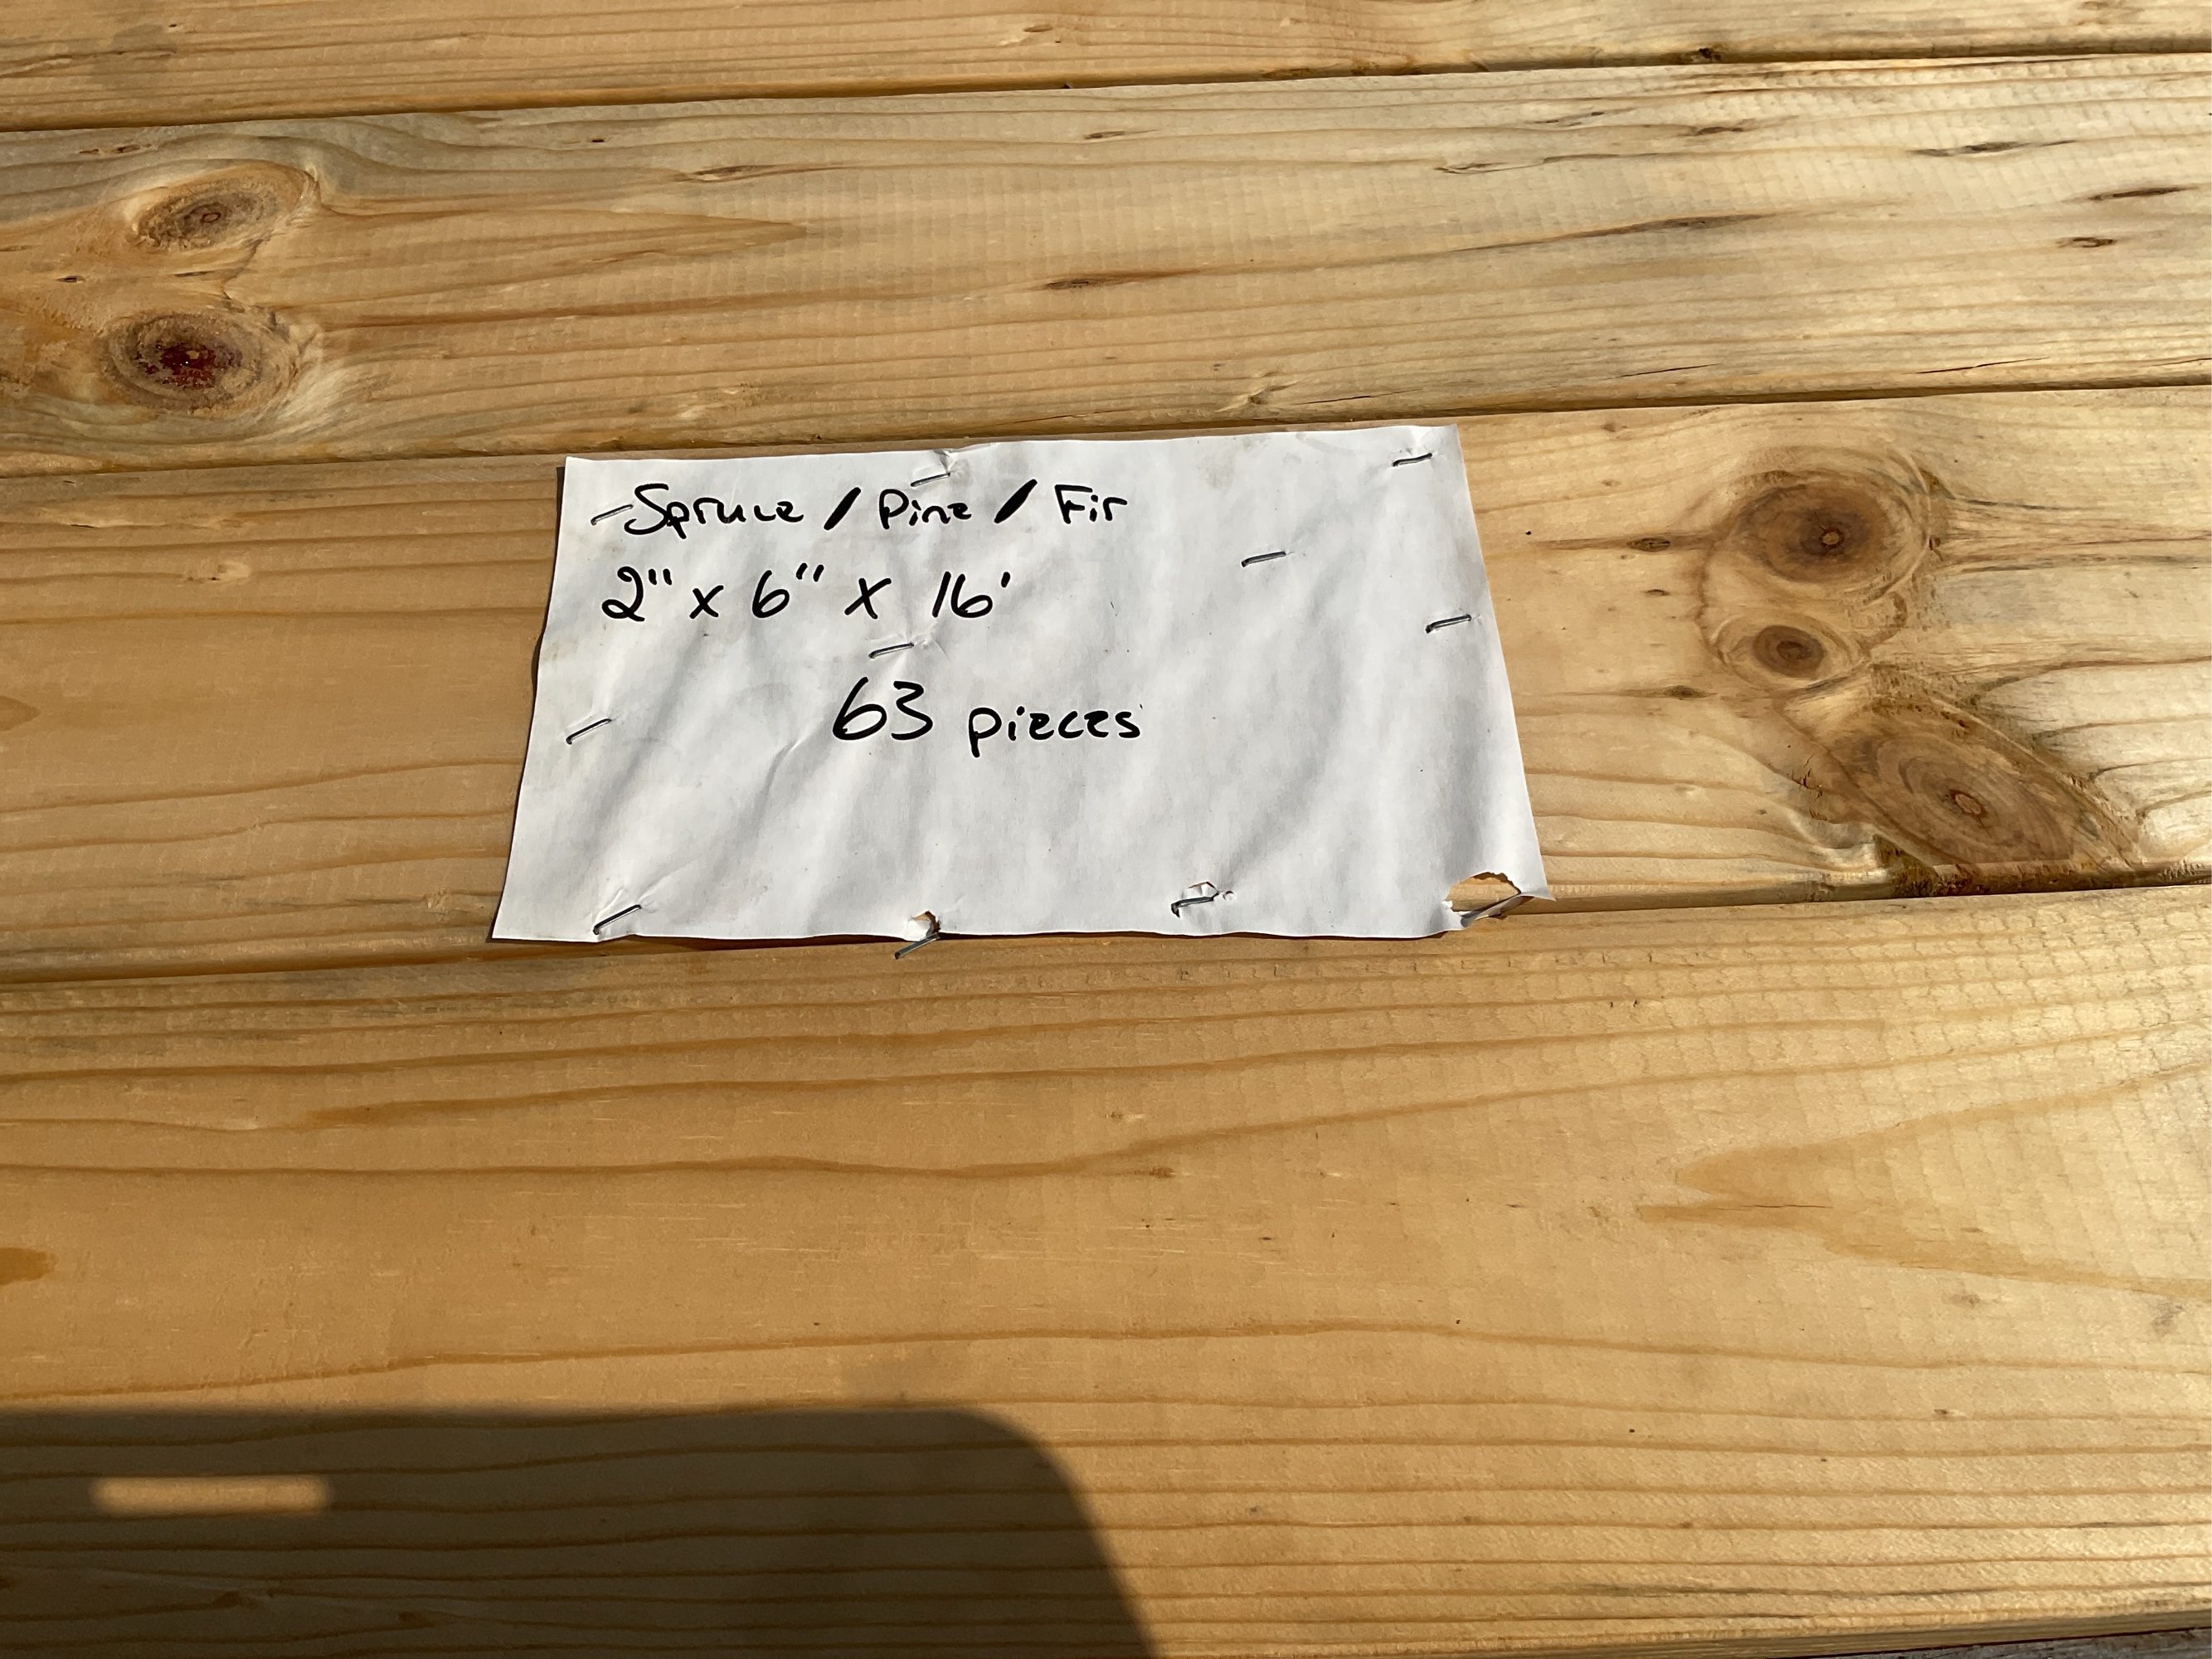 Spruce / Pine / Fir
2" x 6" x 16'
63 pieces